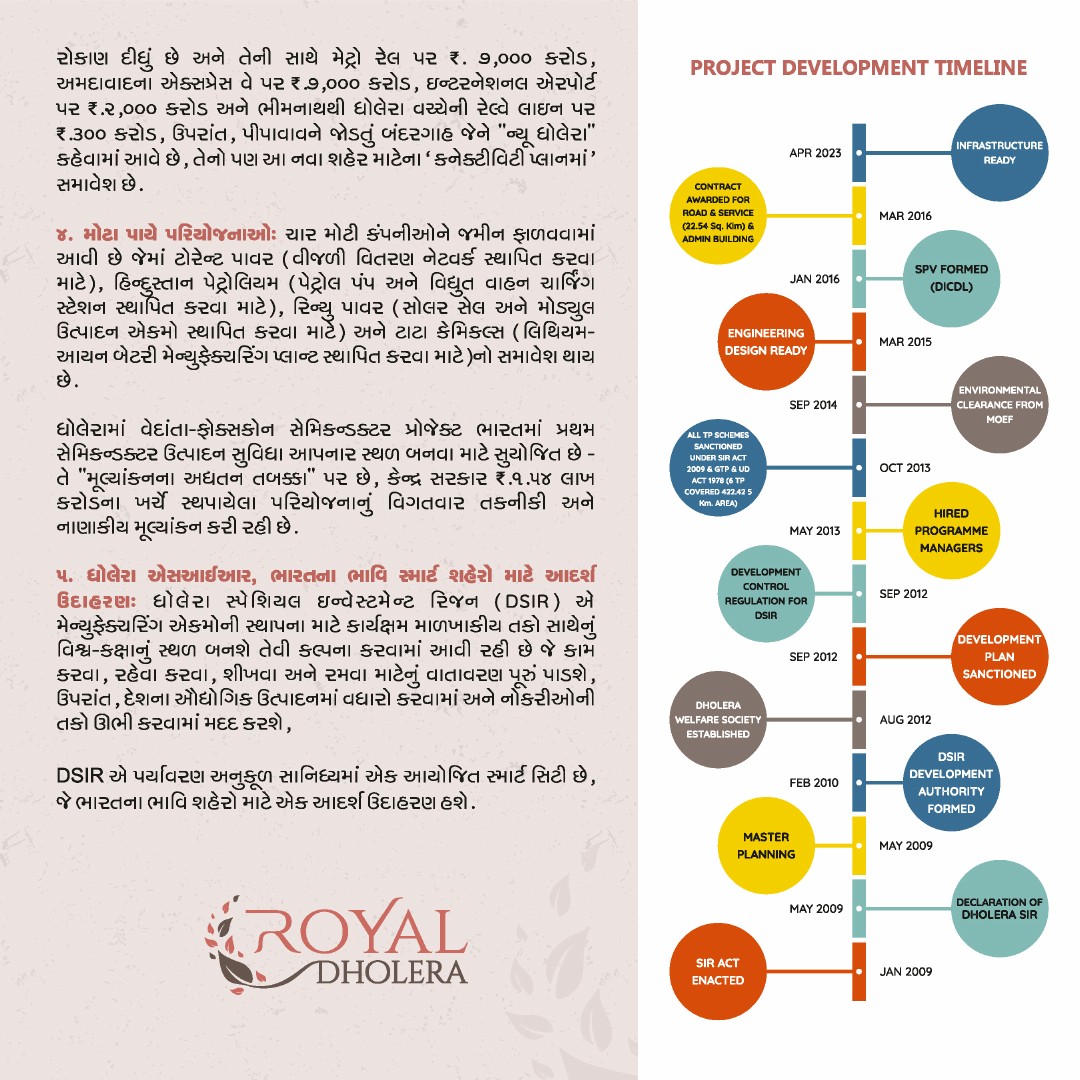 રોકાણ દીધું છે અને તેની સાથે મેટ્રો રેલ પર ₹. ૭,૦૦૦ કરોડ,
અમદાવાદના એક્સપ્રેસ વે પર ₹.૭,૦૦૦ કરોડ, ઇન્ટરનેશનલ એરપોર્ટ
પર ₹.૨,૦૦૦ કરોડ અને ભીમનાથથી ધોલેરા વચ્ચેની રેલ્વે લાઇન પર
₹.૩૦૦ કરોડ, ઉપરાંત, પીપાવાવને જોડતું બંદરગાહ જેને "ન્યૂ ધોલેરા"
કહેવામાં આવે છે, તેનો પણ આ નવા શહેર માટેના ‘કનેક્ટીવિટી પ્લાનમાં’
સમાવેશ છે.
૪. મોટા પાયે પરિયોજનાઓ: ચાર મોટી કંપનીઓને જમીન ફાળવવામાં
આવી છે જેમાં ટોરેન્ટ પાવર (વીજળી વિતરણ નેટવર્ક સ્થાપિત કરવા
માટે), હિન્દુસ્તાન પેટ્રોલિયમ (પેટ્રોલ પંપ અને વિદ્યુત વાહન ચાર્જિંગ
સ્ટેશન સ્થાપિત કરવા માટે), રિન્યુ પાવર (સોલર સેલ અને મોડ્યુલ
ઉત્પાદન એકમો સ્થાપિત કરવા માટે) અને ટાટા કેમિકલ્સ (લિથિયમ-
આયન બેટરી મેન્યુફેક્ચરિંગ પ્લાન્ટ સ્થાપિત કરવા માટે)નો સમાવેશ થાય
છે.
ધોલેરામાં વેદાંતા-ફોક્સકોન સેમિકન્ડક્ટર પ્રોજેક્ટ ભારતમાં પ્રથમ
સેમિકન્ડક્ટર ઉત્પાદન સુવિધા આપનાર સ્થળ બનવા માટે સુયોજિત છે -
તે "મૂલ્યાંકનના અદ્યતન તબક્કા" પર છે, કેન્દ્ર સરકાર ₹.૧.૫૪ લાખ
કરોડના ખર્ચે સ્થપાયેલા પરિયોજનાનું વિગતવાર તકનીકી અને
નાણાકીય મૂલ્યાંકન કરી રહી છે.
૫. ધોલેરા એસઆઈઆર, ભારતના ભાવિ સ્માર્ટ શહેરો માટે આદર્શ
ઉદાહરણ: ધોલેરા સ્પેશિયલ ઇન્વેસ્ટમેન્ટ રિજન (DSIR) એ
મેન્યુફેક્ચરિંગ એકમોની સ્થાપના માટે કાર્યક્ષમ માળખાકીય તકો સાથેનું
વિશ્વ-કક્ષાનું સ્થળ બનશે તેવી કલ્પના કરવામાં આવી રહી છે જે કામ
કરવા, રહેવા કરવા, શીખવા અને રમવા માટેનું વાતાવરણ પૂરું પાડશે,
ઉપરાંત, દેશના ઔદ્યોગિક ઉત્પાદનમાં વધારો કરવામાં અને નોકરીઓની
તકો ઊભી કરવામાં મદદ કરશે,
DSIR એ પર્યાવરણ અનુકૂળ સાનિધ્યમાં એક આયોજિત સ્માર્ટ સિટી છે,
જે ભારતના ભાવિ શહેરો માટે એક આદર્શ ઉદાહરણ હશે.
ROYAL
DHOLERA
PROJECT DEVELOPMENT TIMELINE
APR 2023
INFRASTRUCTURE
READY
CONTRACT
AWARDED FOR
ROAD & SERVICE
(22.54 Sq. Kim) &
ADMIN BUILDING
MAR 2016
JAN 2016
SPV FORMED
(DICDL)
ENGINEERING
DESIGN READY
MAR 2015
SEP 2014
ENVIRONMENTAL
CLEARANCE FROM
MOEF
ALL TP SCHEMES
SANCTIONED
UNDER SIR ACT
2009 & GTP & UD
ACT 1978 (6 TP
COVERED 422.42 5
Km. AREA)
OCT 2013
MAY 2013
HIRED
PROGRAMME
MANAGERS
DEVELOPMENT
CONTROL
REGULATION FOR
DSIR
SEP 2012
SEP 2012
DEVELOPMENT
PLAN
SANCTIONED
DHOLERA
WELFARE SOCIETY
ESTABLISHED
AUG 2012
FEB 2010
DSIR
DEVELOPMENT
AUTHORITY
FORMED
MASTER
PLANNING
MAY 2009
MAY 2009
DECLARATION OF
DHOLERA SIR
SIR ACT
ENACTED
JAN 2009